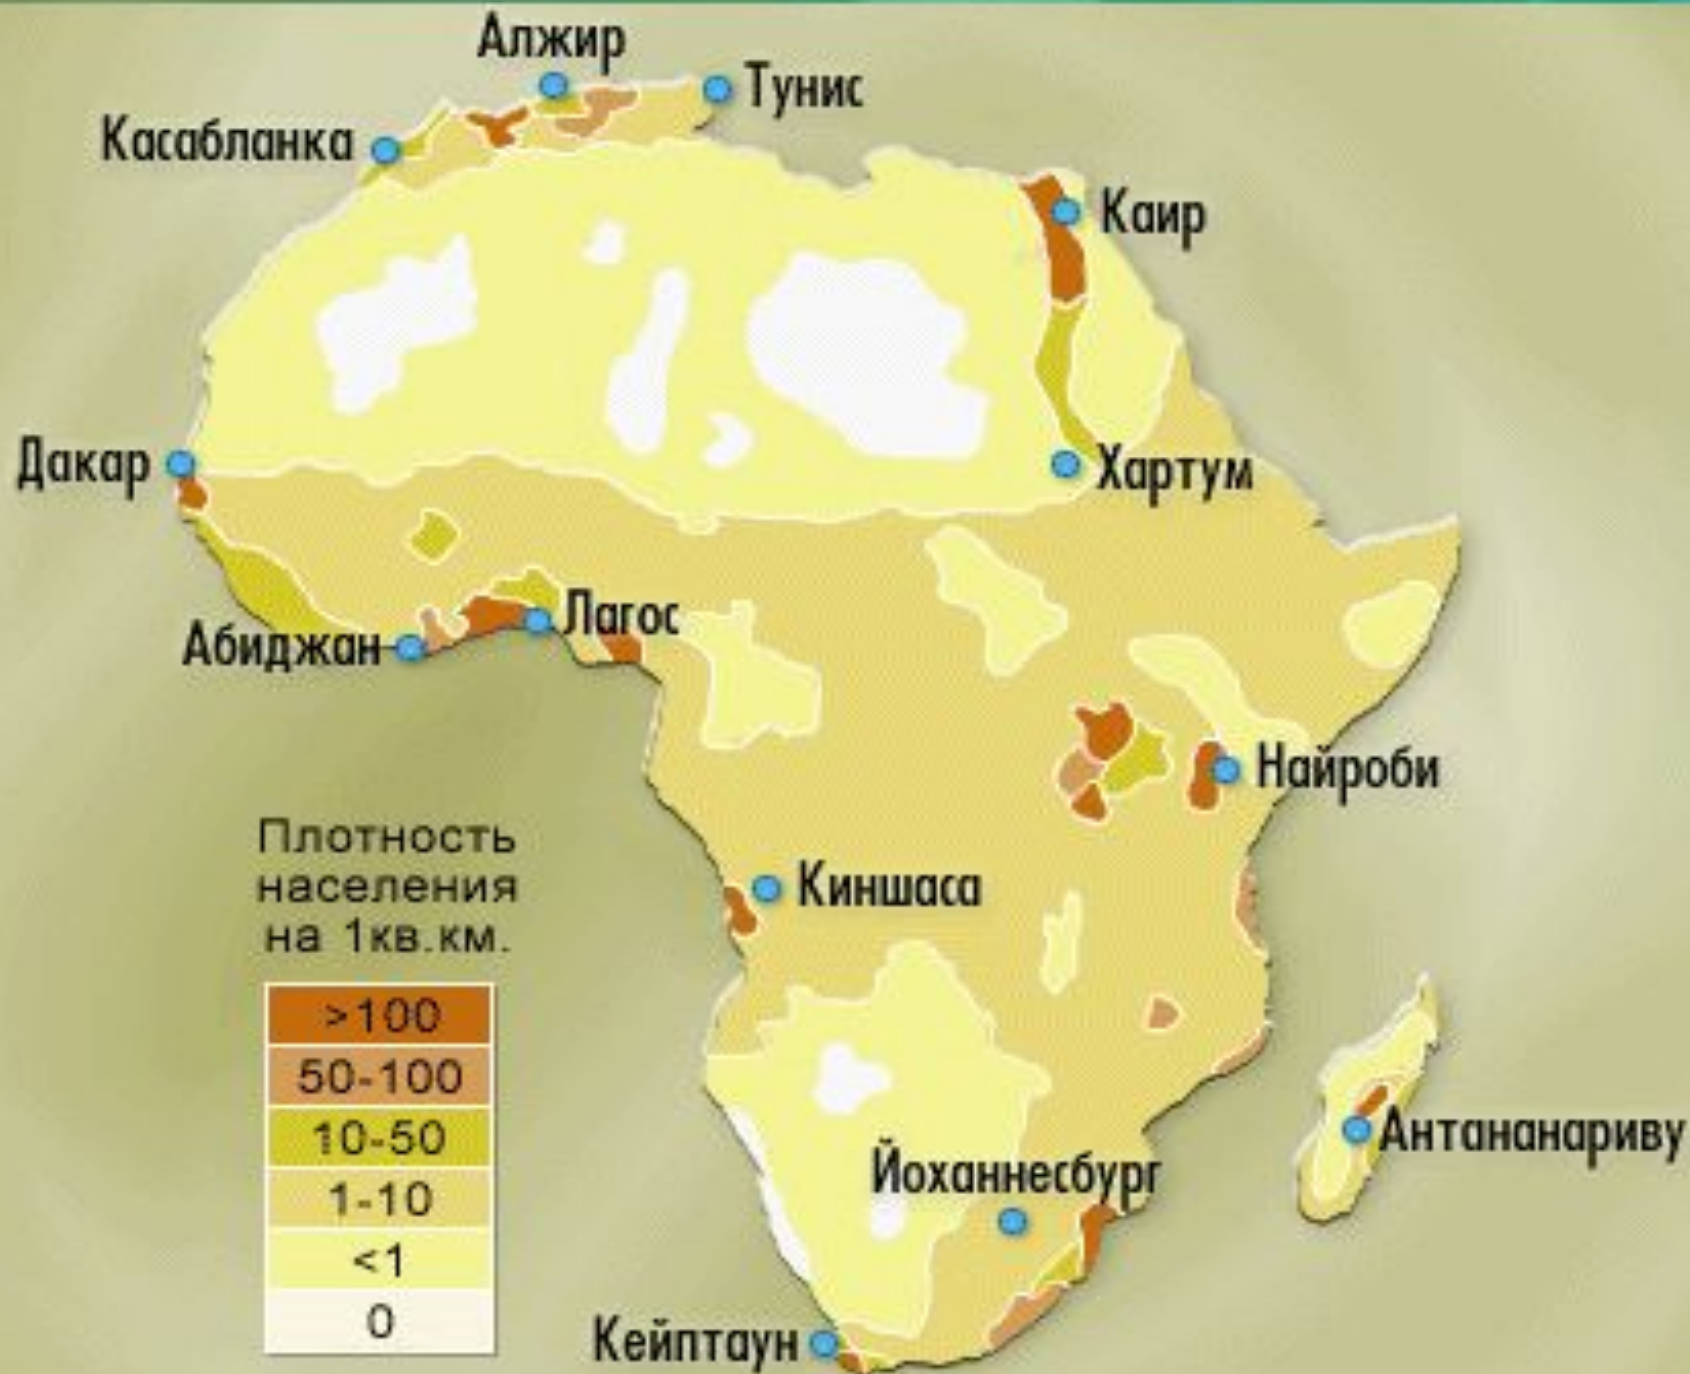 Алжир
Тунис
Касабланка
Каир
Дакар
Хартум
Лагос
Абиджан
Найроби
Плотность
населения
на 1кв.км.
Киншаса
>100
50-100
10-50
1-10
<1
0
Антананариву
Йоханнесбург
Кейптаун